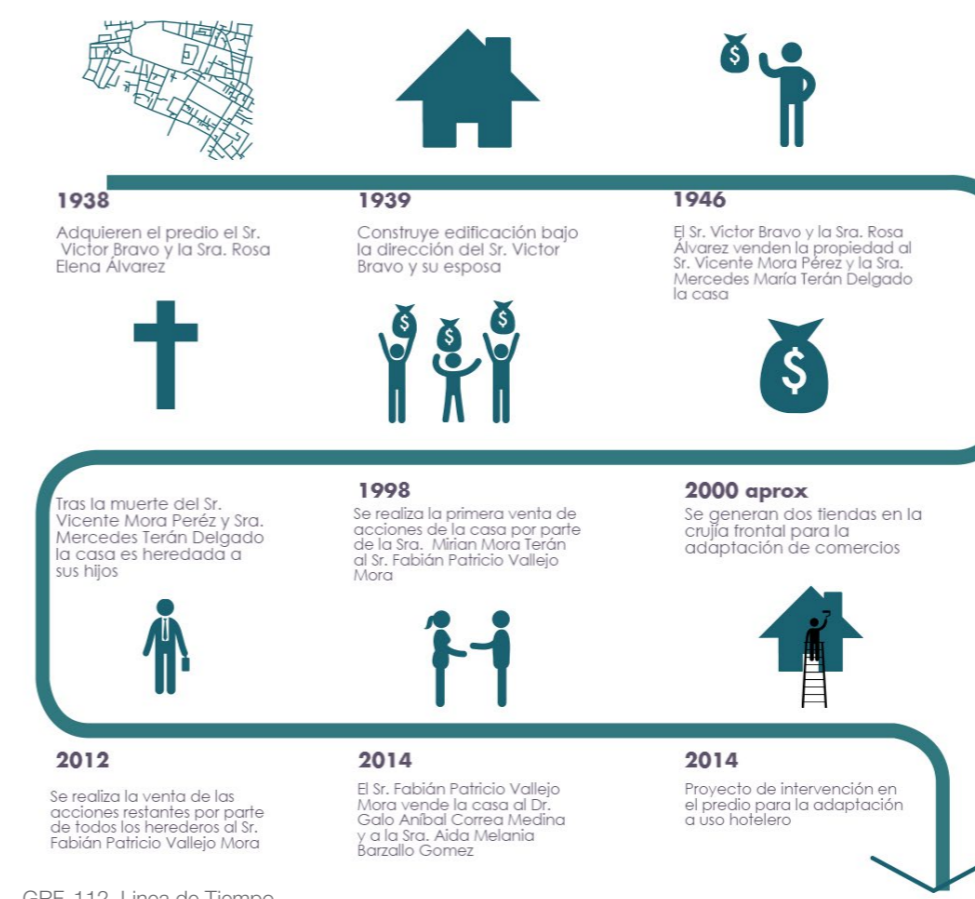 1938
Adquieren el predio el Sr.
Victor Bravo y la Sra. Rosa
Elena Álvarez
1939
Construye edificación bajo
la dirección del Sr. Victor
Bravo y su esposa
1946
El Sr. Victor Bravo y la Sra. Rosa
Álvarez venden la propiedad al
Sr. Vicente Mora Pérez y la Sra.
Mercedes María Terán Delgado
la casa
Tras la muerte del Sr.
Vicente Mora Peréz y Sra.
Mercedes Terán Delgado
la casa es heredada a
sus hijos
1998
Se realiza la primera venta de
acciones de la casa por parte
de la Sra. Mirian Mora Terán
al Sr. Fabián Patricio Vallejo
Mora
2000 aprox
Se generan dos tiendas en la
crujía frontal para la
adaptación de comercios
2012
Se realiza la venta de las
acciones restantes por parte
de todos los herederos al Sr.
Fabián Patricio Vallejo Mora
2014
El Sr. Fabián Patricio Vallejo
Mora vende la casa al Dr.
Galo Aníbal Correa Medina
y a la Sra. Aida Melania
Barzallo Gomez
2014
Proyecto de intervención en
el predio para la adaptación
a uso hotelero
GRF-112. Linea de Tiempo